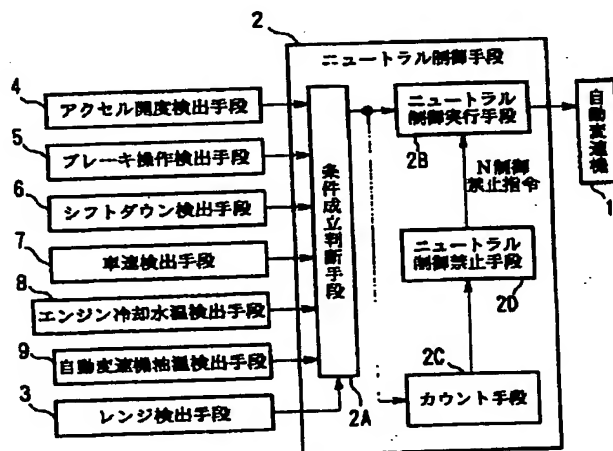 2
ニュートラル制御手段
4
アクセル開度検出手段
5
ブレーキ操作検出手段
6
シフトダウン検出手段
7
車速検出手段
8
エンジン冷却水温検出手段
9
自動変速機油温検出手段
3
レンジ検出手段
条件成立判断手段
2A
ニュートラル
制御実行手段
2B
N制御
禁止指令
ニュートラル
制御禁止手段
2D
2C
カウント手段
自動変速機
1